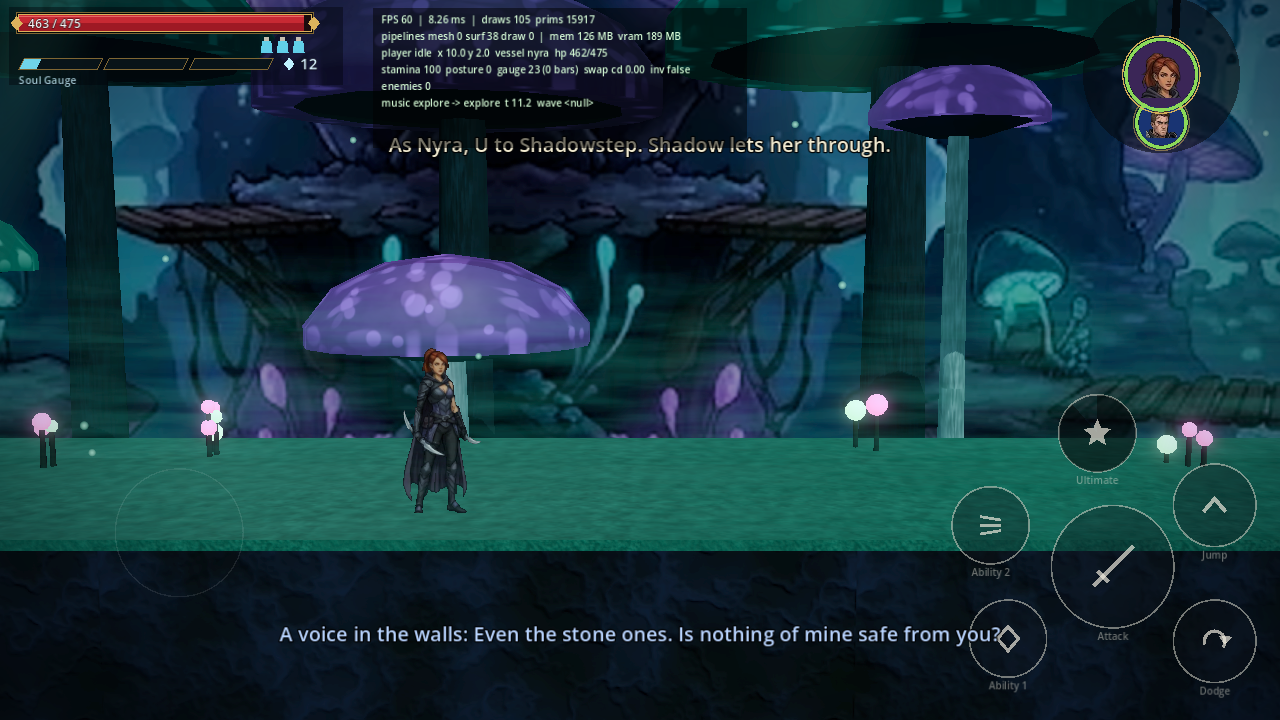 463 / 475
12
Soul Gauge
FPS 60 | 8.26 ms | draws 105 prims 15917
pipelines mesh 0 surf 38 draw 0 | mem 126 MB vram 189 MB
player idle x 10.0 y 2.0 vessel nyra hp 462/475
stamina 100 posture 0 gauge 23 (0 bars) swap cd 0.00 inv false
enemies 0
music explore -> explore t 11.2 wave <null>
As Nyra, U to Shadowstep. Shadow lets her through.
Ultimate
Jump
Ability 2
Attack
Ability 1
Dodge
A voice in the walls: Even the stone ones. Is nothing of mine safe from you?